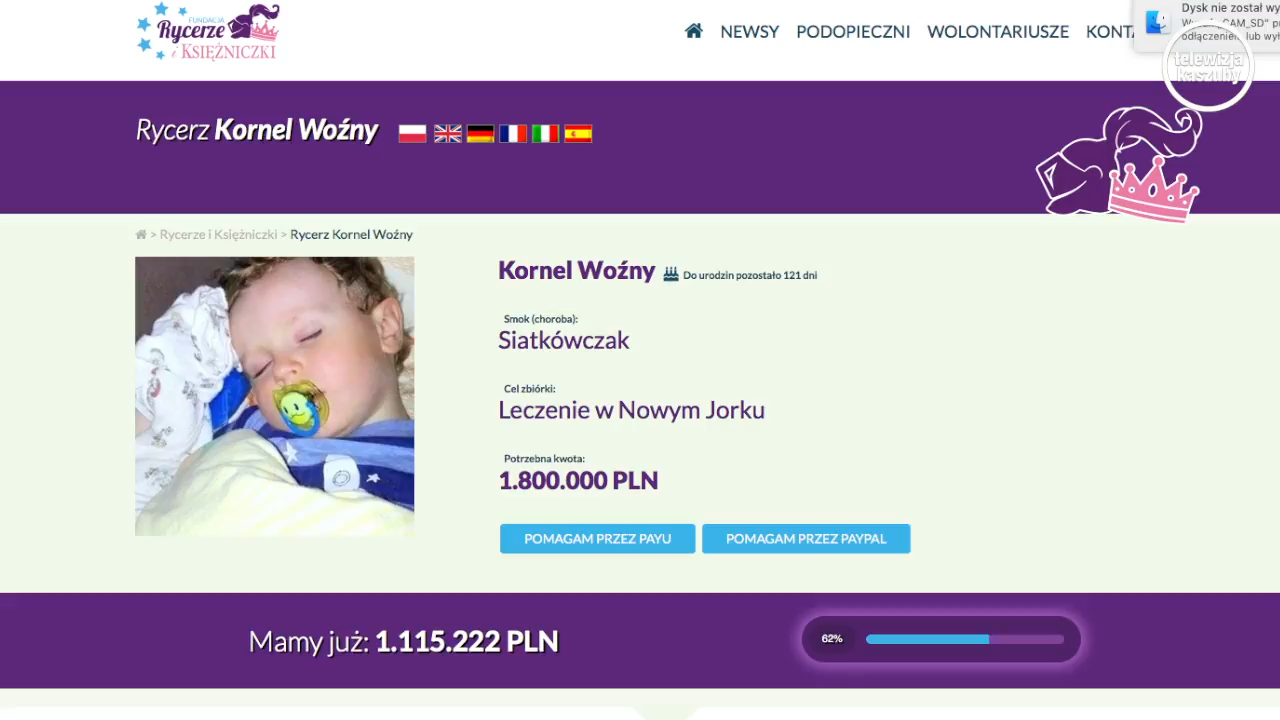 FUNDACJA
Rycerze
i KSIĘŻNICZKI
NEWSY PODOPIECZNI WOLONTARIUSZE
Dysk nie został
telewizja
kaszuby
Rycerz Kornel Woźny
> Rycerze i Księżniczki > Rycerz Kornel Woźny
Kornel Woźny Do urodzin pozostało 121 dni
Smok (choroba):
Siatkówczak
Cel zbiórki:
Leczenie w Nowym Jorku
Potrzebna kwota:
1.800.000 PLN
POMAGAM PRZEZ PAYU POMAGAM PRZEZ PAYPAL
Mamy już: 1.115.222 PLN 62%